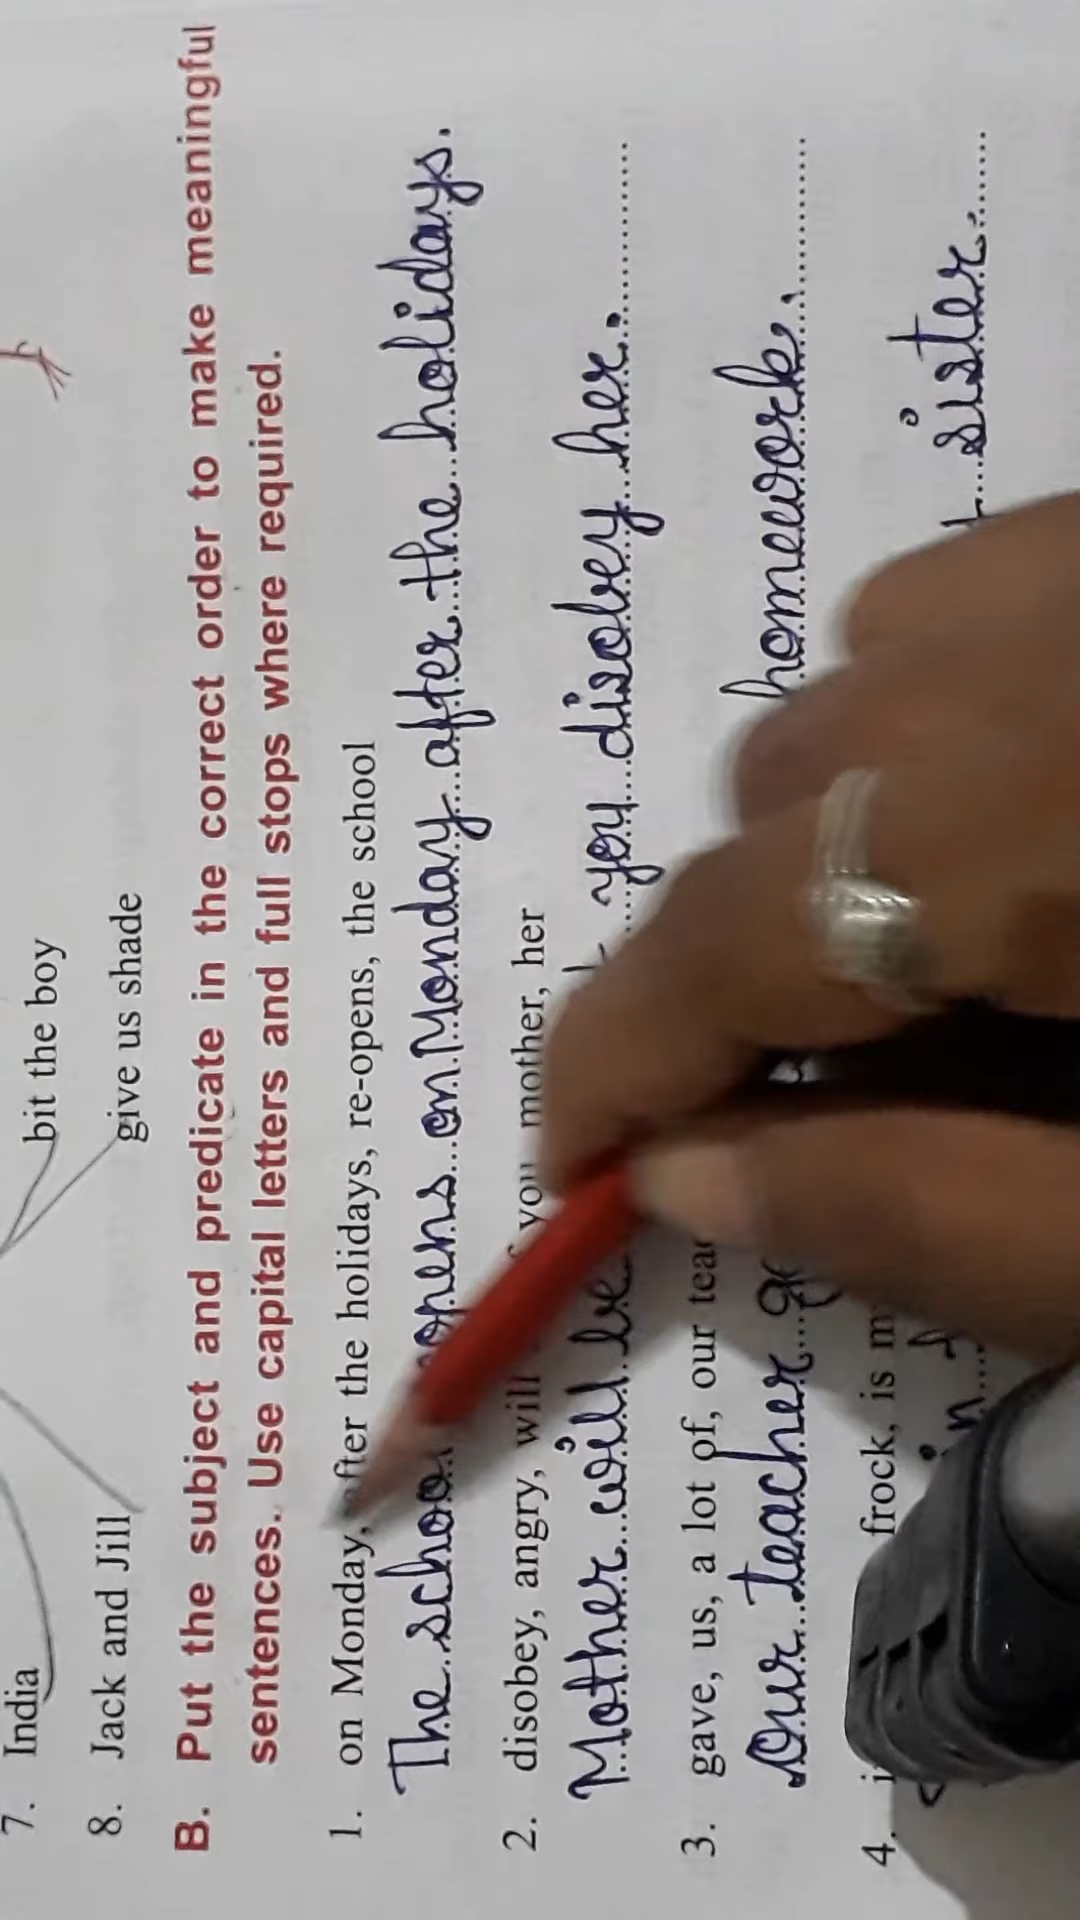 7. India
bit the boy
8. Jack and Jill
give us shade
B. Put the subject and predicate in the correct order to make meaningful
sentences. Use capital letters and full stops where required.
1. on Monday, after the holidays, re-opens, the school
The opens on Monday after the holidays.
2. disobey, angry, will you mother, her
Mother will be you disobey her.
3. gave, us, a lot of, our
Our teacher homework.
4. frock, is
in sister.